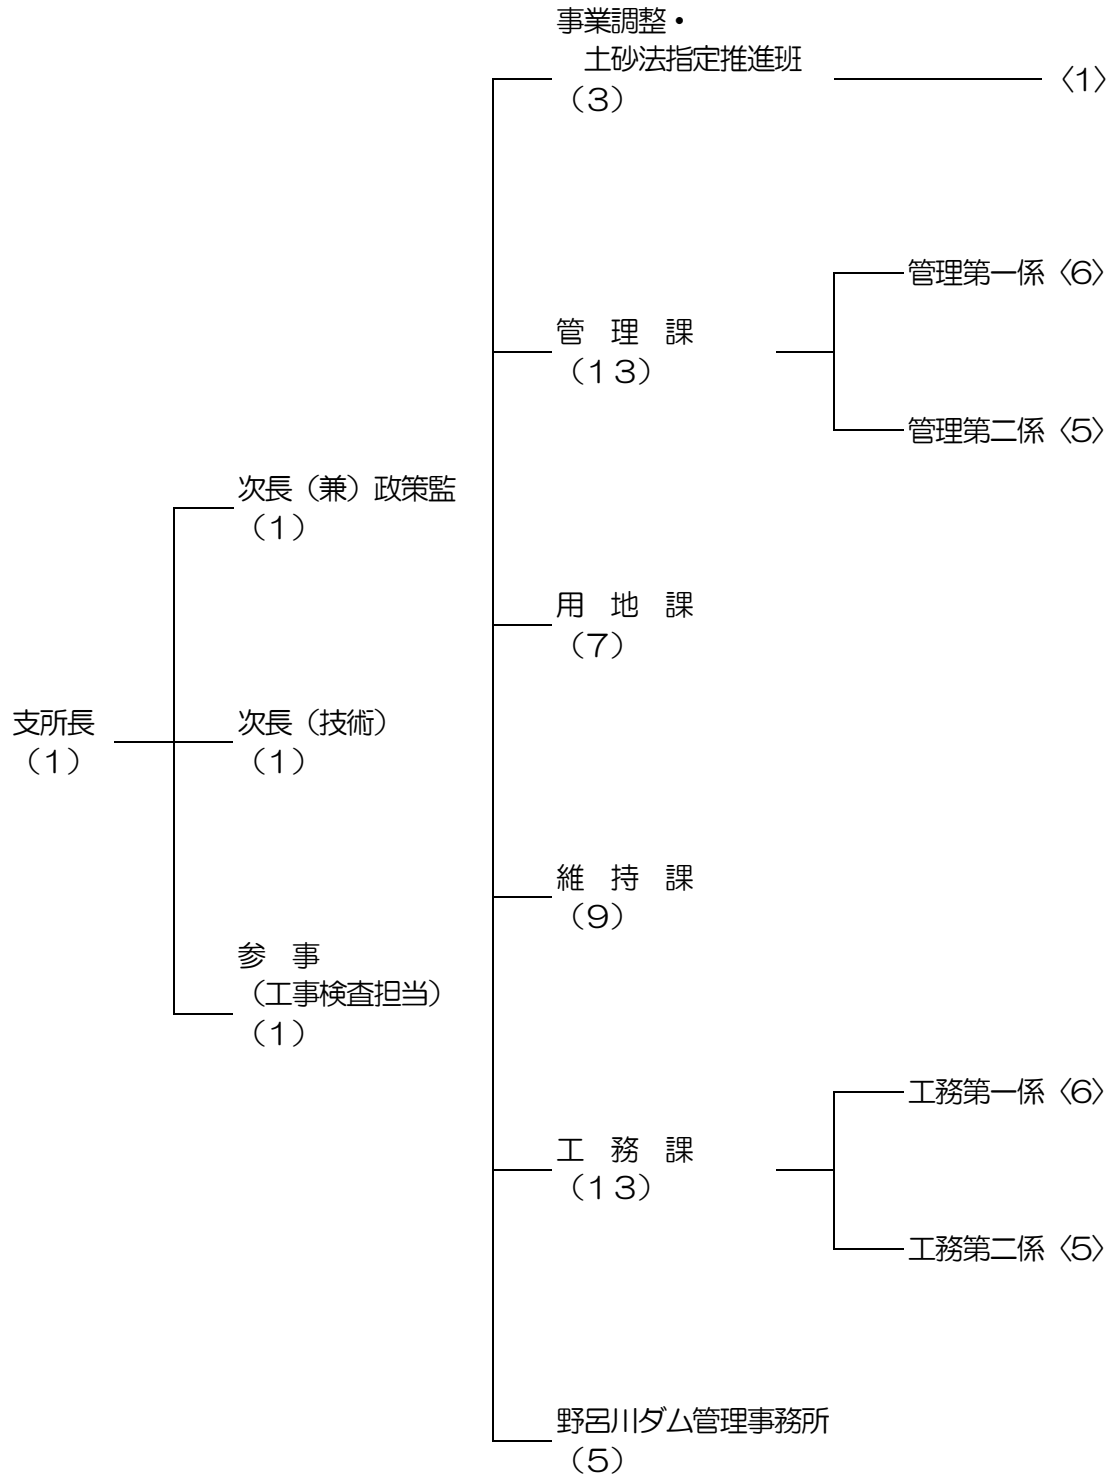 事業調整・
土砂法指定推進班
（３）
〈1〉
管理第一係〈6〉
管　理　課
（１３）
管理第二係〈5〉
次長（兼）政策監
（１）
用　地　課
（７）
支所長
（１）
次長（技術）
（１）
維　持　課
（９）
参　事
（工事検査担当）
（１）
工務第一係〈6〉
工　務　課
（１３）
工務第二係〈5〉
野呂川ダム管理事務所
（５）